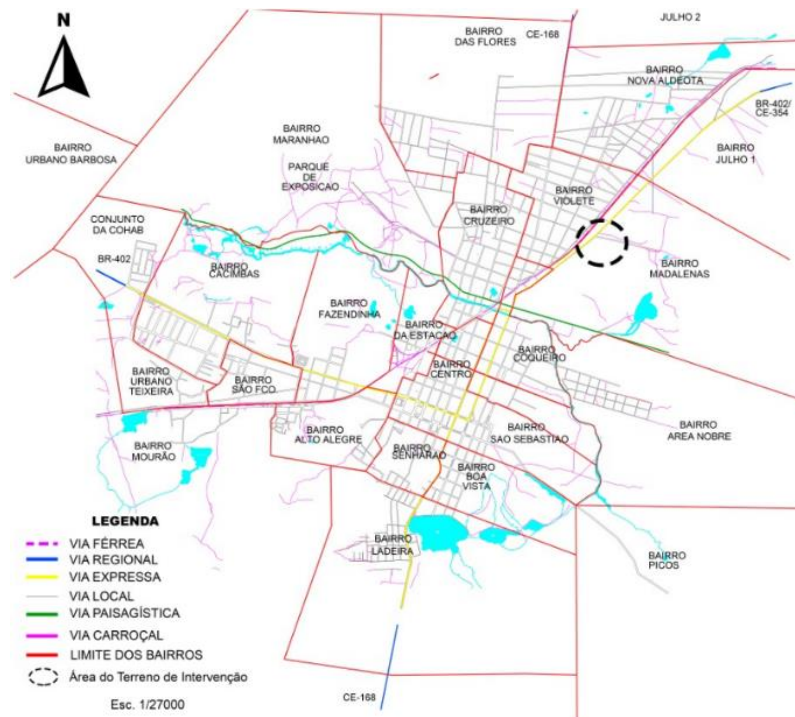 N
JULHO 2
BAIRRO
DAS FLORES
CE-168
BAIRRO
NOVA ALDEOTA
BR-402/
CE-354
BAIRRO
JULHO 1
BAIRRO
URBANO BARBOSA
BAIRRO
MARANHAO
PARQUE
DE
EXPOSICAO
BAIRRO
VIOLETE
BAIRRO
CRUZEIRO
CONJUNTO
DA COHAB
BR-402
BAIRRO
CACIMBAS
BAIRRO
MADALENAS
BAIRRO
FAZENDINHA
BAIRRO
DA ESTACAO
BAIRRO
COQUEIRO
BAIRRO
CENTRO
BAIRRO
URBANO
TEIXEIRA
BAIRRO
SÃO FCO.
BAIRRO
AREA NOBRE
BAIRRO
SAO SEBASTIAO
BAIRRO
ALTO ALEGRE
BAIRRO
MOURÃO
BAIRRO
SENHARAO
BAIRRO
BOA
VISTA
BAIRRO
LADEIRA
BAIRRO
PICOS
CE-168
LEGENDA
VIA FÉRREA
VIA REGIONAL
VIA EXPRESSA
VIA LOCAL
VIA PAISAGÍSTICA
VIA CARROÇAL
LIMITE DOS BAIRROS
Área do Terreno de Intervenção
Esc. 1/27000